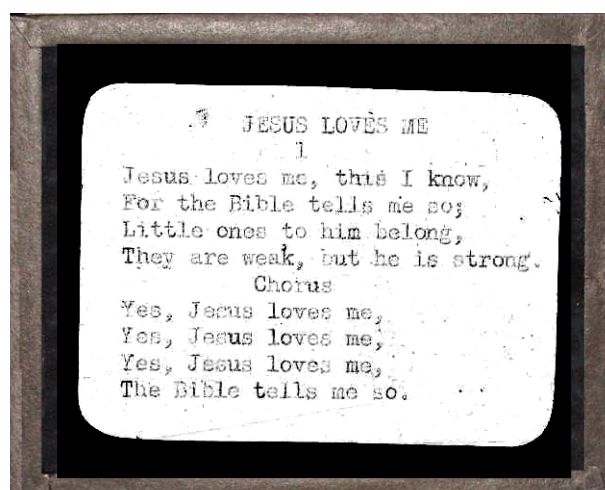 JESUS LOVES ME
1
Jesus loves me, this I know,
For the Bible tells me so;
Little ones to him belong,
They are weak, but he is strong.
Chorus
Yes, Jesus loves me,
Yes, Jesus loves me,
Yes, Jesus loves me,
The Bible tells me so.